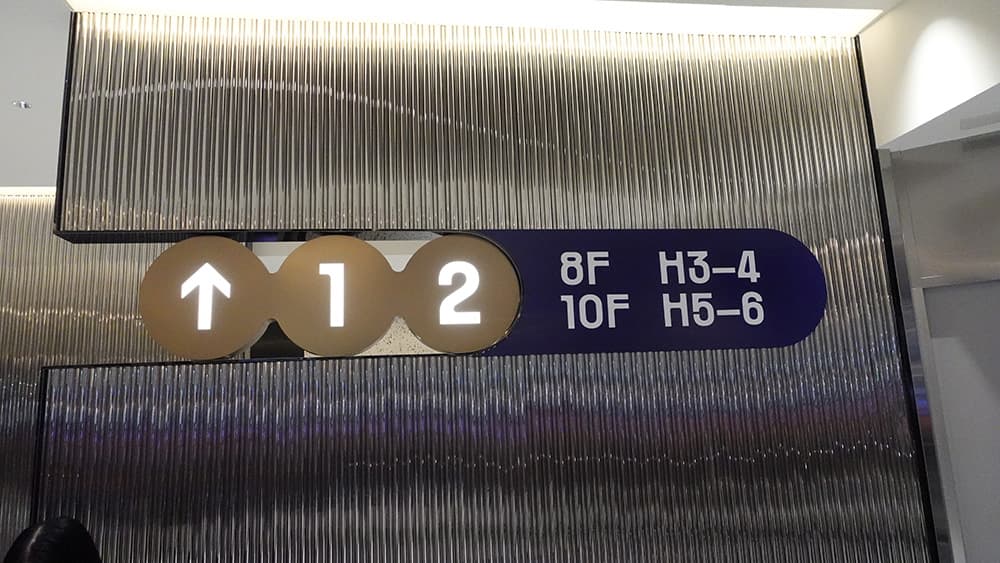 ↑ 1 2
8F H3–4
10F H5–6